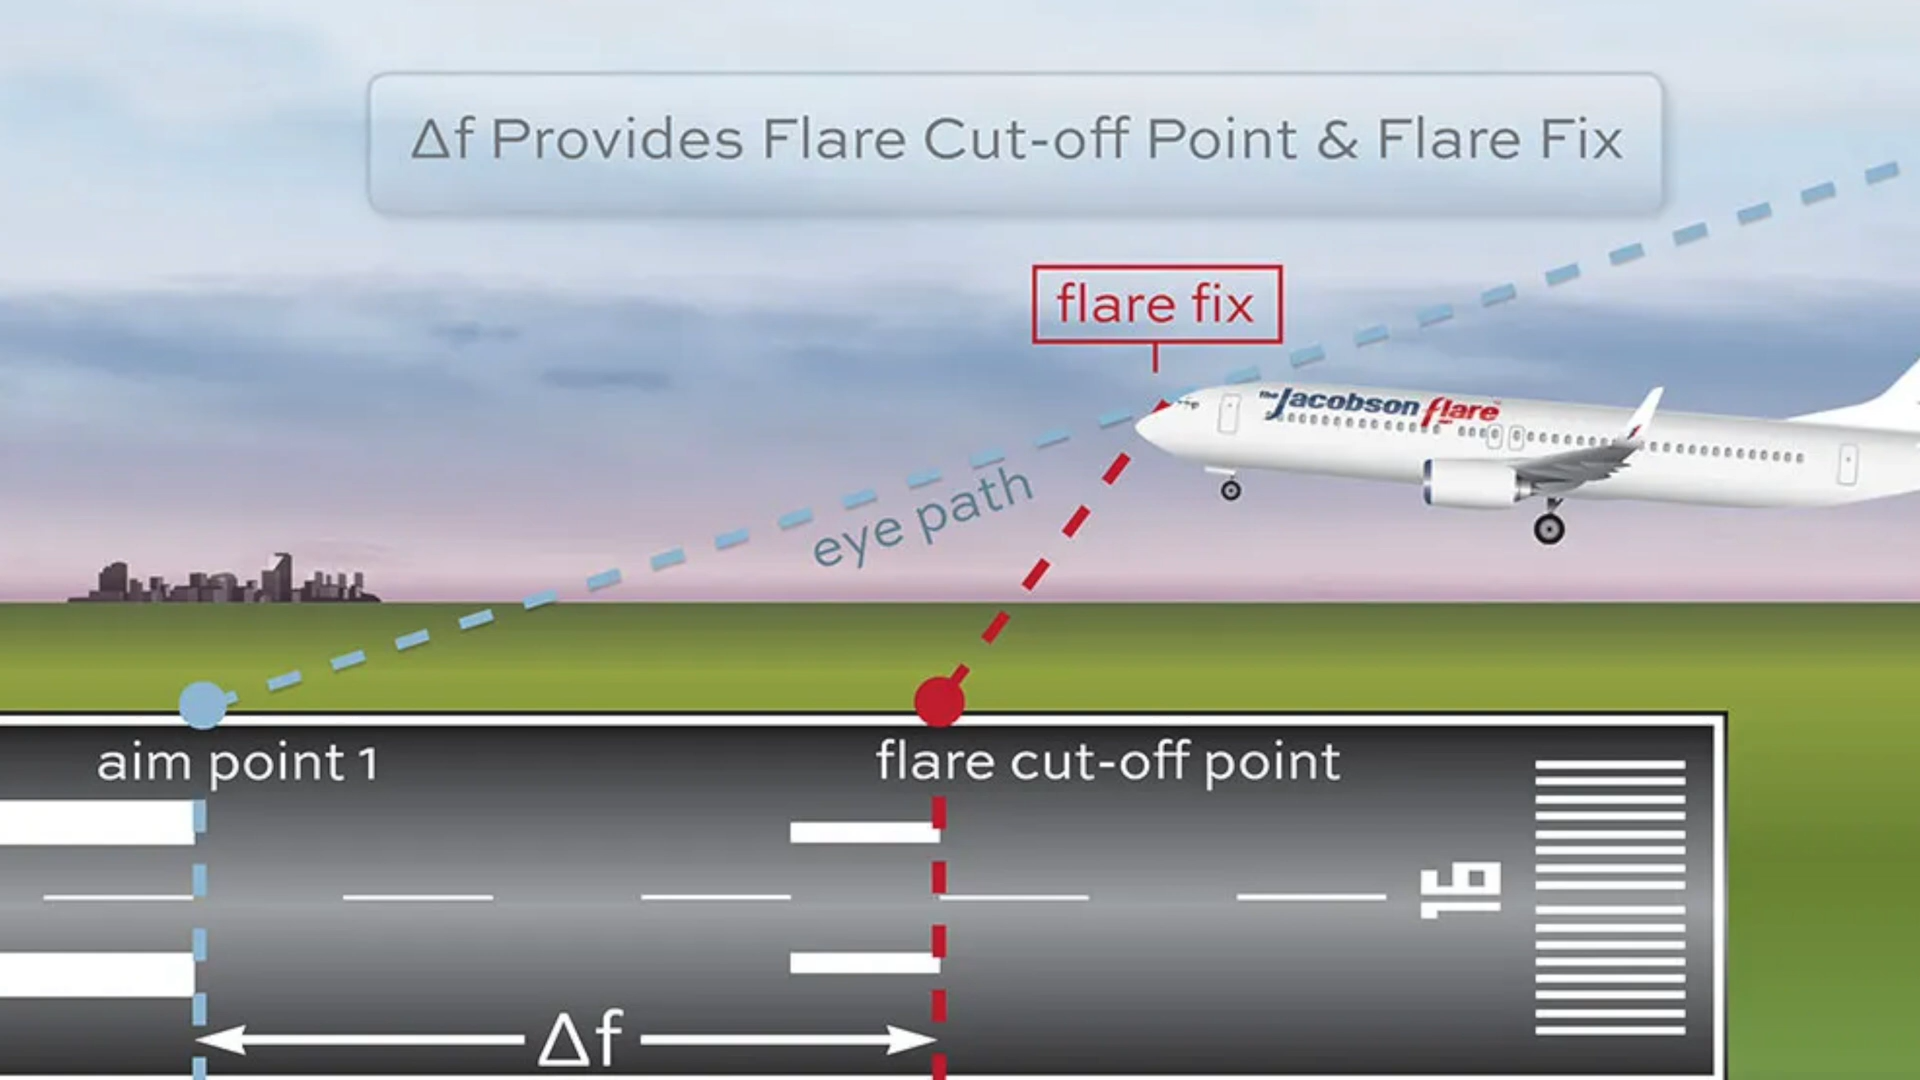 Δf Provides Flare Cut-off Point & Flare Fix
flare fix
the Jacobson flare
eye path
aim point 1
flare cut-off point
16
Δf